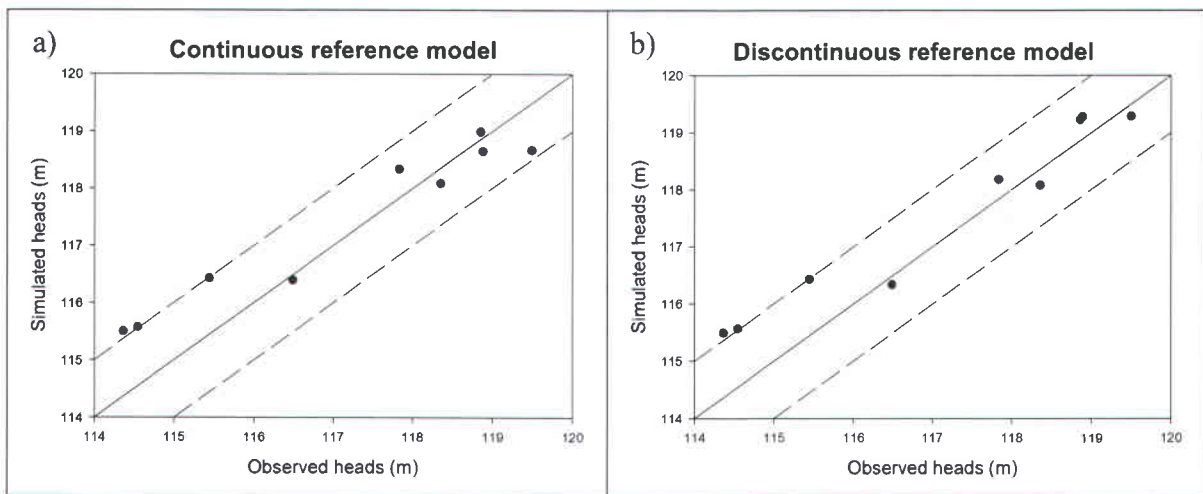 a)
Continuous reference model
120
119
118
117
116
115
114
Simulated heads (m)
114 115 116 117 118 119 120
Observed heads (m)
b)
Discontinuous reference model
120
119
118
117
116
115
114
Simulated heads (m)
114 115 116 117 118 119 120
Observed heads (m)